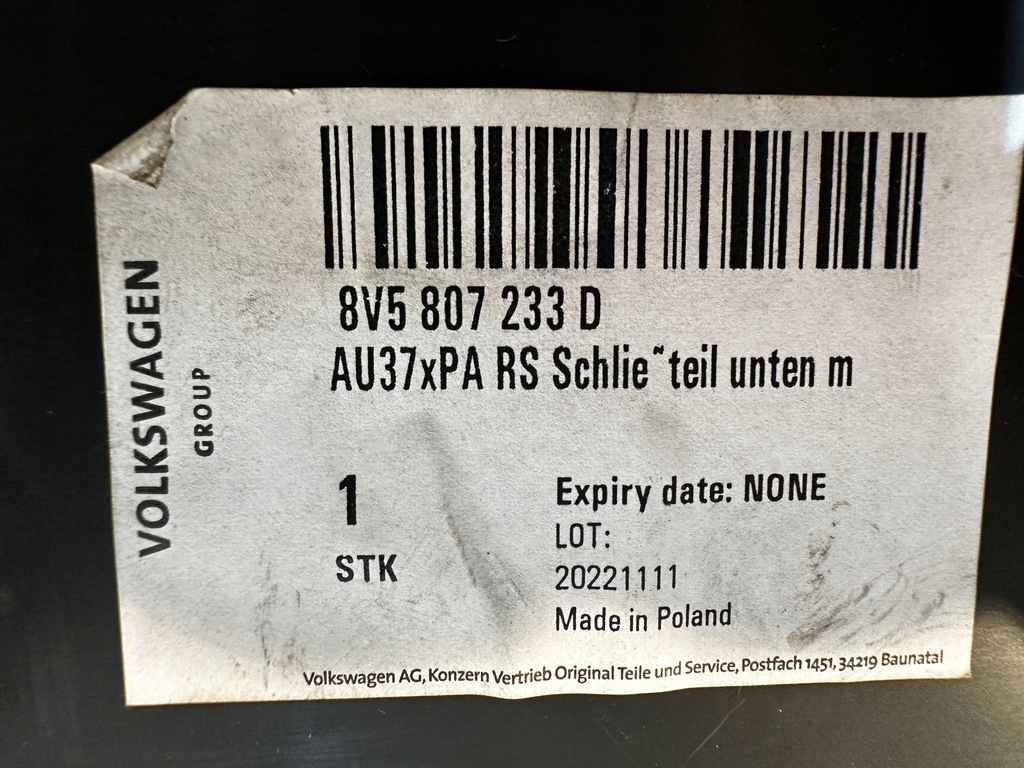 VOLKSWAGEN
GROUP
8V5 807 233 D
AU37xPA RS Schlie˜teil unten m
1
STK
Expiry date: NONE
LOT:
20221111
Made in Poland
Volkswagen AG, Konzern Vertrieb Original Teile und Service, Postfach 1451, 34219 Baunatal